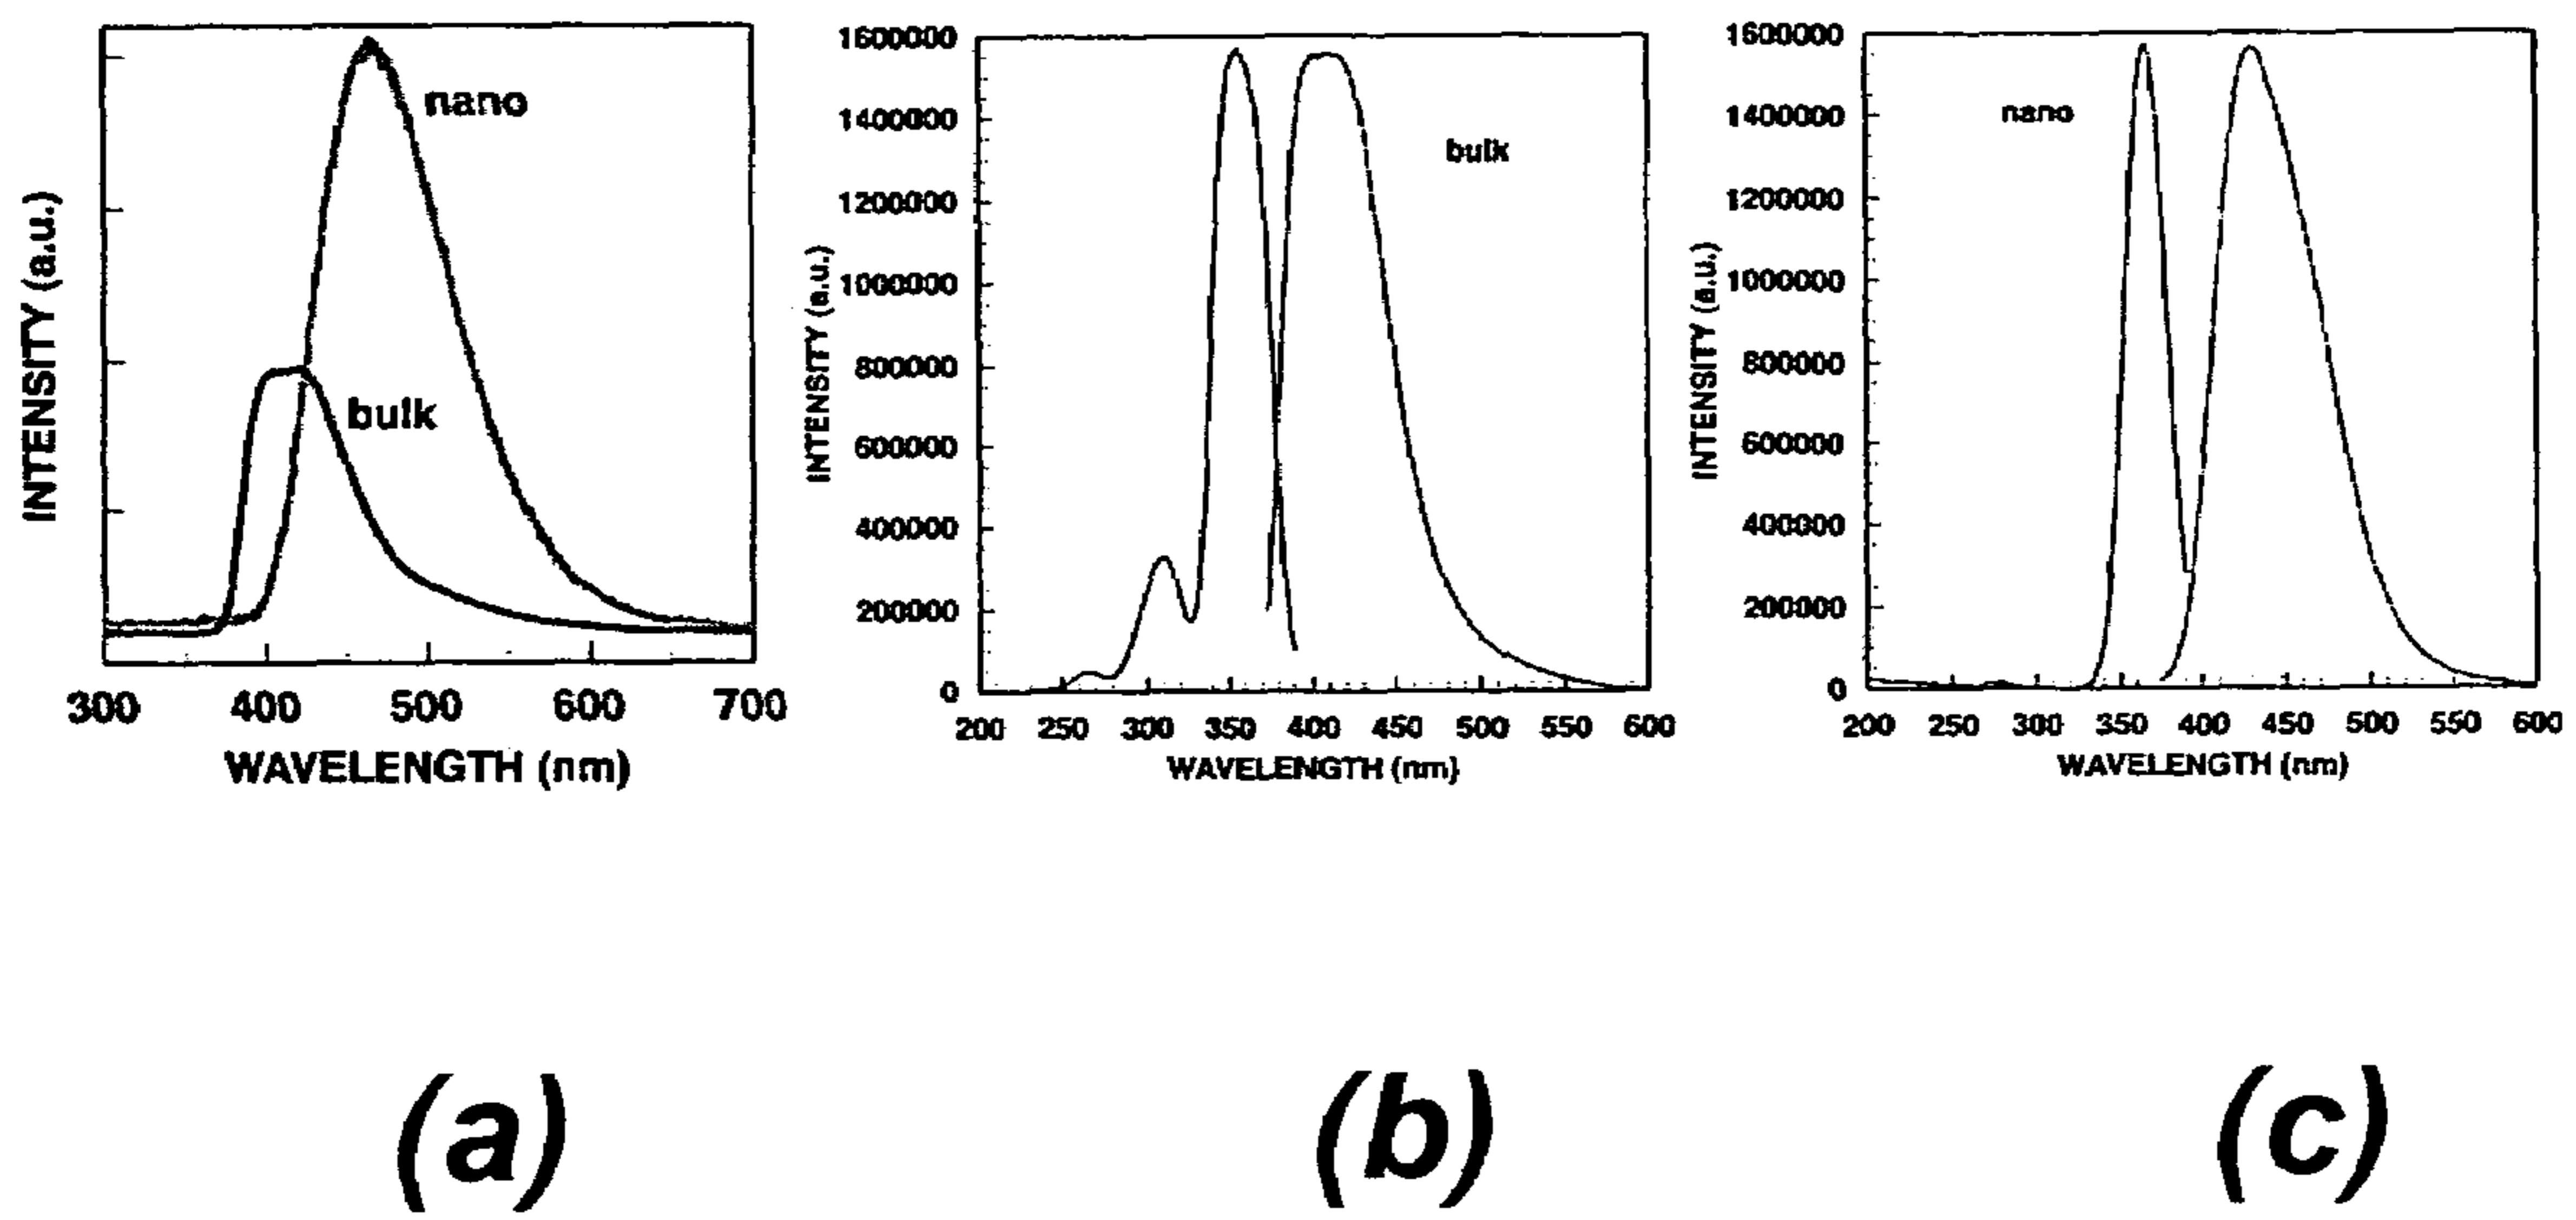 INTENSITY (a.u.)
nano
bulk
300 400 500 600 700
WAVELENGTH (nm)
(a)
INTENSITY (a.u.)
1600000
1400000
1200000
1000000
800000
600000
400000
200000
0
bulk
200 250 300 350 400 450 500 550 600
WAVELENGTH (nm)
(b)
INTENSITY (a.u.)
1600000
1400000
1200000
1000000
800000
600000
400000
200000
0
nano
200 250 300 350 400 450 500 550 600
WAVELENGTH (nm)
(c)